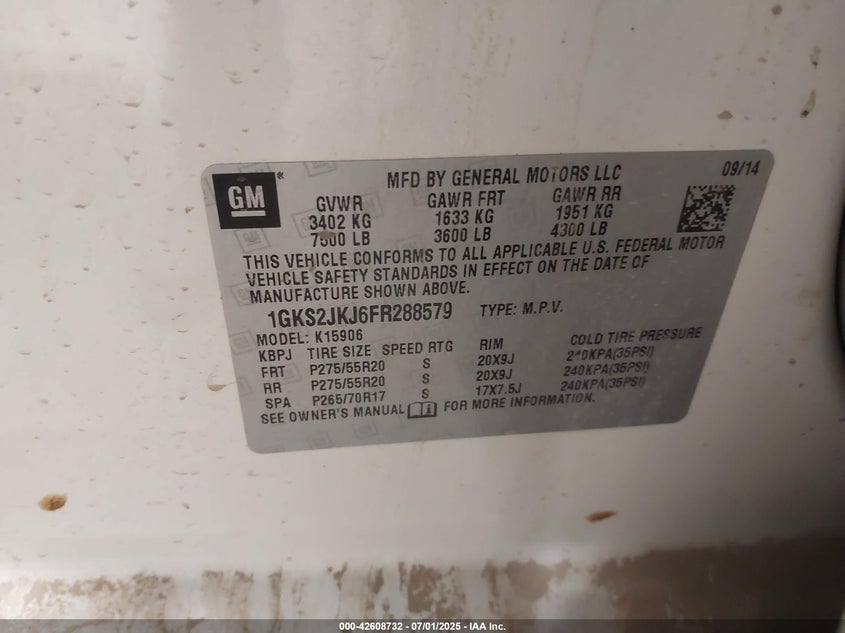 GM ®
MFD BY GENERAL MOTORS LLC 09/14
GVWR GAWR FRT GAWR RR
3402 KG 1633 KG 1951 KG
7500 LB 3600 LB 4300 LB
THIS VEHICLE CONFORMS TO ALL APPLICABLE U.S. FEDERAL MOTOR
VEHICLE SAFETY STANDARDS IN EFFECT ON THE DATE OF
MANUFACTURE SHOWN ABOVE.
1GKS2JKJ6FR288579 TYPE: M.P.V.
MODEL: K15906
KBPJ TIRE SIZE SPEED RTG RIM COLD TIRE PRESSURE
FRT P275/55R20 S 20X9J 240KPA(35PSI)
RR P275/55R20 S 20X9J 240KPA(35PSI)
SPA P265/70R17 S 17X7.5J 240KPA(35PSI)
SEE OWNER'S MANUAL FOR MORE INFORMATION.
000-42608732 - 07/01/2025 - IAA Inc.